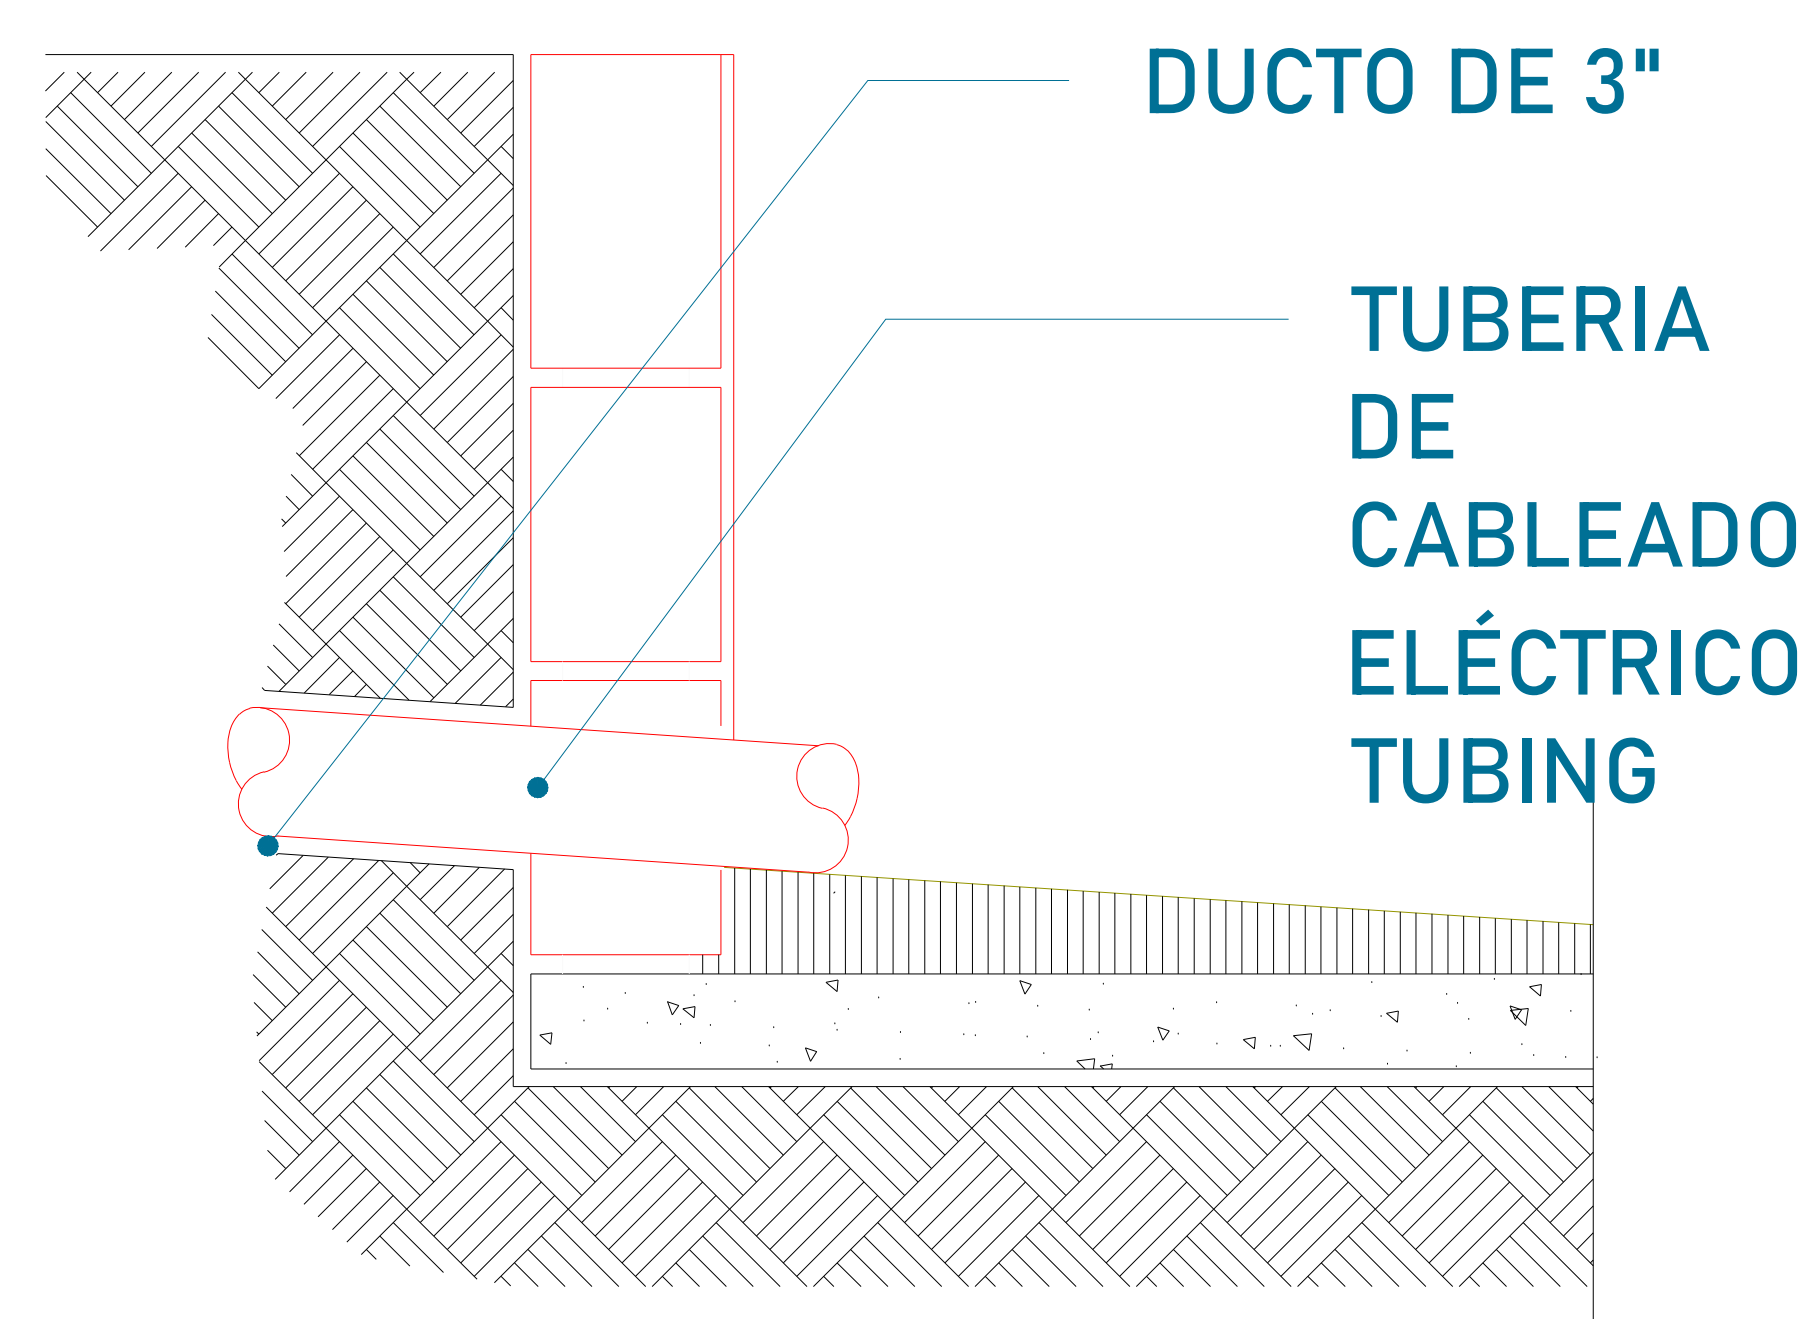 DUCTO DE 3"
TUBERIA
DE
CABLEADO
ELÉCTRICO
TUBING